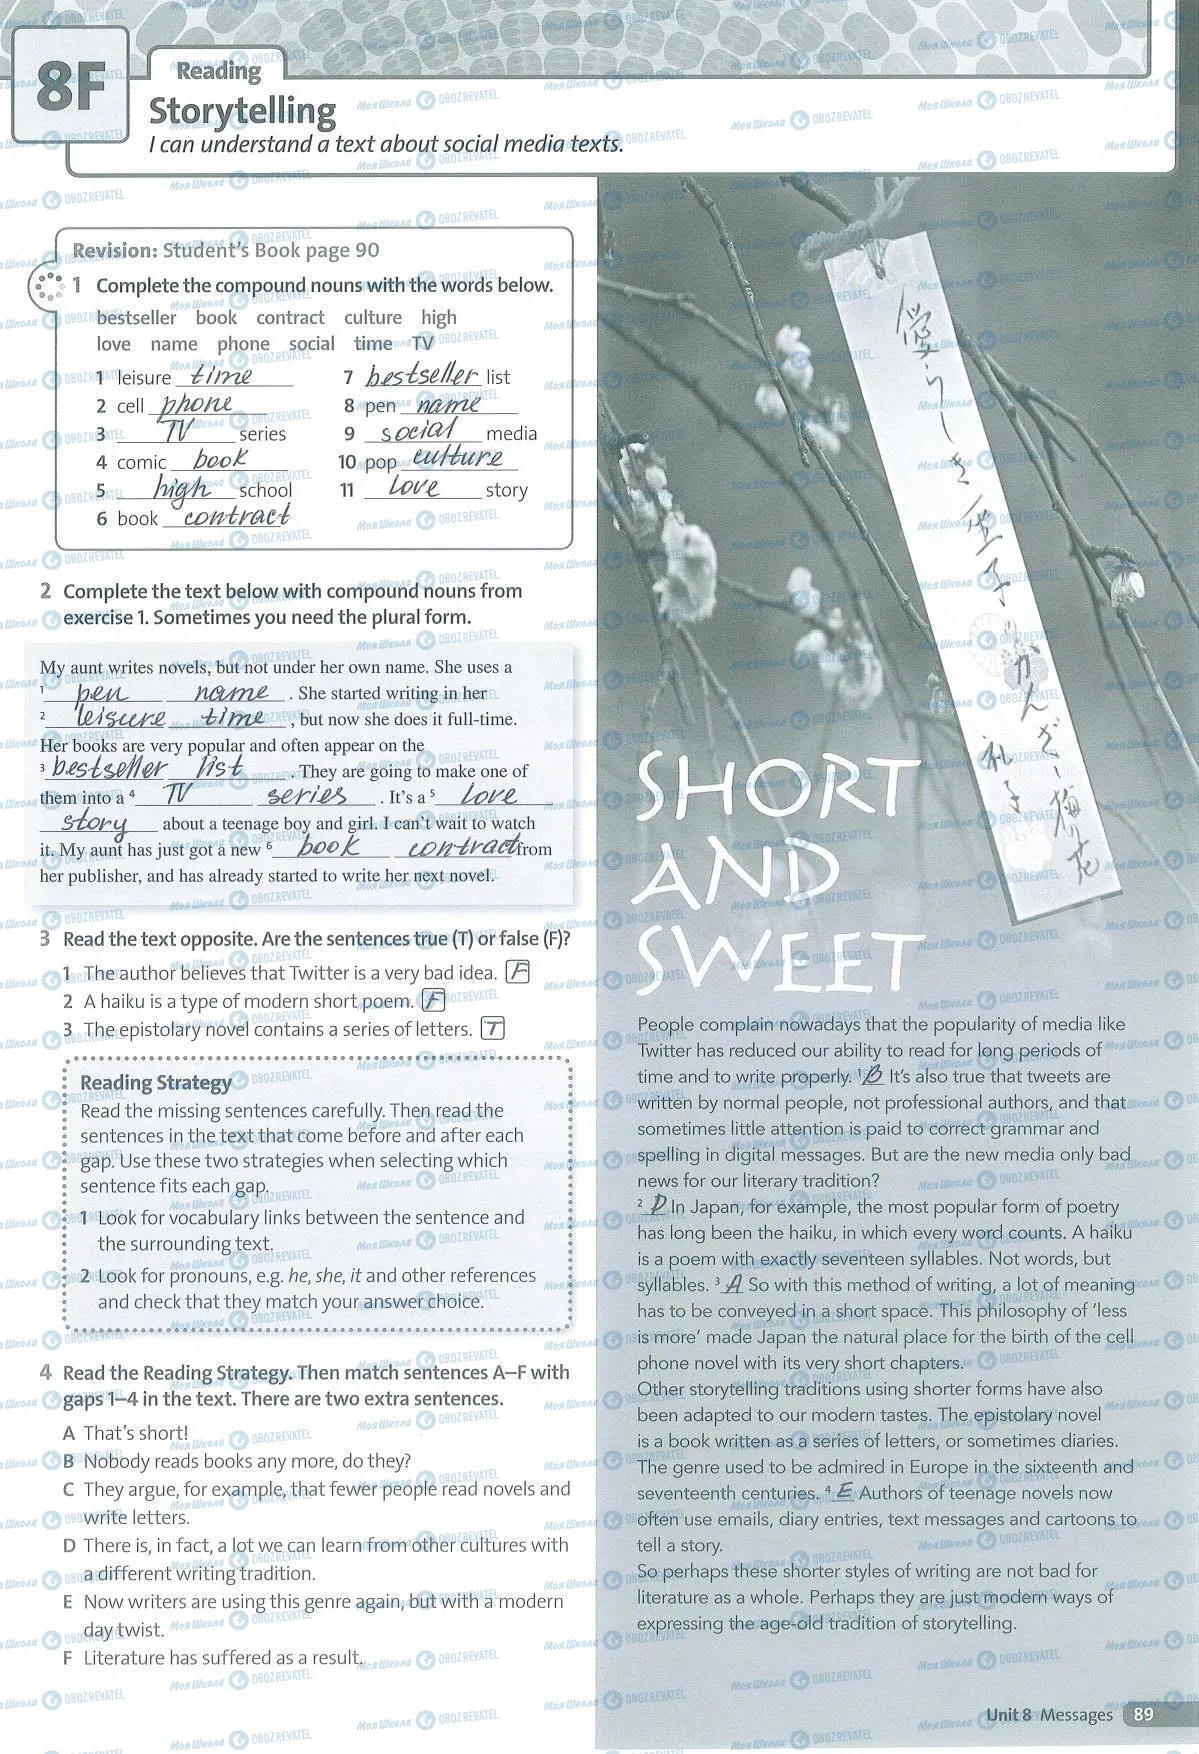 8F
Reading
Storytelling
I can understand a text about social media texts.
Revision: Student's Book page 90
1 Complete the compound nouns with the words below.
bestseller book contract culture high
love name phone social time TV
1 leisure time
2 cell phone
3 TV series
4 comic book
5 high school
6 book contract
7 bestseller list
8 pen name
9 social media
10 pop culture
11 love story
2 Complete the text below with compound nouns from
exercise 1. Sometimes you need the plural form.
My aunt writes novels, but not under her own name. She uses a
1 pen name . She started writing in her
2 leisure time , but now she does it full-time.
Her books are very popular and often appear on the
3 bestseller list . They are going to make one of
them into a 4 TV series . It's a 5 love
story about a teenage boy and girl. I can't wait to watch
it. My aunt has just got a new 6 book contract from
her publisher, and has already started to write her next novel.
3 Read the text opposite. Are the sentences true (T) or false (F)?
1 The author believes that Twitter is a very bad idea. F
2 A haiku is a type of modern short poem. F
3 The epistolary novel contains a series of letters. T
Reading Strategy
Read the missing sentences carefully. Then read the
sentences in the text that come before and after each
gap. Use these two strategies when selecting which
sentence fits each gap.
1 Look for vocabulary links between the sentence and
the surrounding text.
2 Look for pronouns, e.g. he, she, it and other references
and check that they match your answer choice.
4 Read the Reading Strategy. Then match sentences A–F with
gaps 1–4 in the text. There are two extra sentences.
A That's short!
B Nobody reads books any more, do they?
C They argue, for example, that fewer people read novels and
write letters.
D There is, in fact, a lot we can learn from other cultures with
a different writing tradition.
E Now writers are using this genre again, but with a modern
day twist.
F Literature has suffered as a result.
SHORT
AND
SWEET
People complain nowadays that the popularity of media like
Twitter has reduced our ability to read for long periods of
time and to write properly. 1 B It's also true that tweets are
written by normal people, not professional authors, and that
sometimes little attention is paid to correct grammar and
spelling in digital messages. But are the new media only bad
news for our literary tradition?
2 D In Japan, for example, the most popular form of poetry
has long been the haiku, in which every word counts. A haiku
is a poem with exactly seventeen syllables. Not words, but
syllables. 3 A So with this method of writing, a lot of meaning
has to be conveyed in a short space. This philosophy of 'less
is more' made Japan the natural place for the birth of the cell
phone novel with its very short chapters.
Other storytelling traditions using shorter forms have also
been adapted to our modern tastes. The epistolary novel
is a book written as a series of letters, or sometimes diaries.
The genre used to be admired in Europe in the sixteenth and
seventeenth centuries. 4 E Authors of teenage novels now
often use emails, diary entries, text messages and cartoons to
tell a story.
So perhaps these shorter styles of writing are not bad for
literature as a whole. Perhaps they are just modern ways of
expressing the age-old tradition of storytelling.
Unit 8 Messages 89
МояШкола OBOZREVATEL